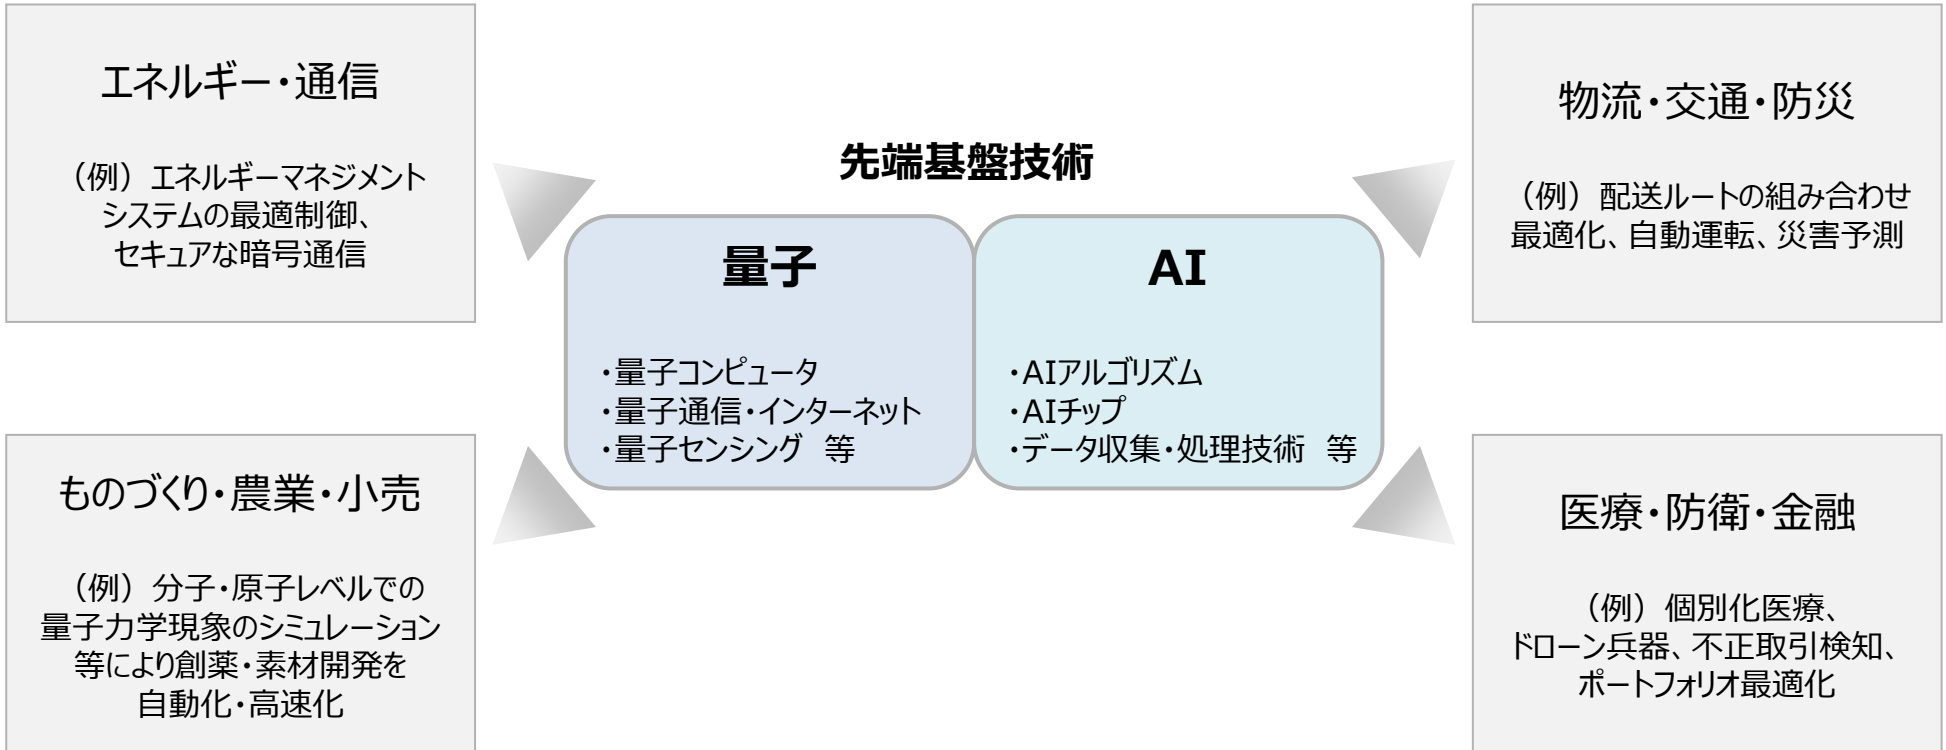 エネルギー・通信
（例）エネルギーマネジメント
システムの最適制御、
セキュアな暗号通信
物流・交通・防災
（例）配送ルートの組み合わせ
最適化、自動運転、災害予測
先端基盤技術
量子
・量子コンピュータ
・量子通信・インターネット
・量子センシング　等
AI
・AIアルゴリズム
・AIチップ
・データ収集・処理技術　等
ものづくり・農業・小売
（例）分子・原子レベルでの
量子力学現象のシミュレーション
等により創薬・素材開発を
自動化・高速化
医療・防衛・金融
（例）個別化医療、
ドローン兵器、不正取引検知、
ポートフォリオ最適化